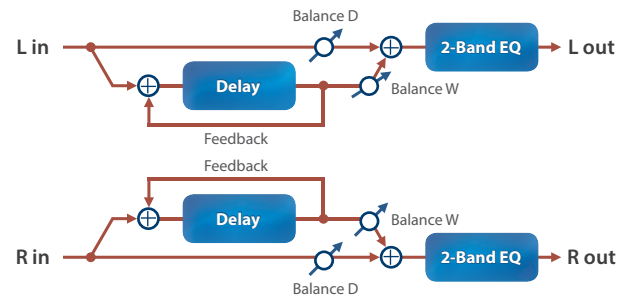 Balance D
L in
2-Band EQ
L out
Delay
Balance W
Feedback
Feedback
Delay
Balance W
R in
2-Band EQ
R out
Balance D